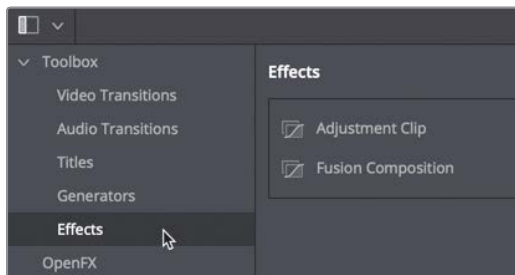 Toolbox
Video Transitions
Audio Transitions
Titles
Generators
Effects
OpenFX
Effects
Adjustment Clip
Fusion Composition